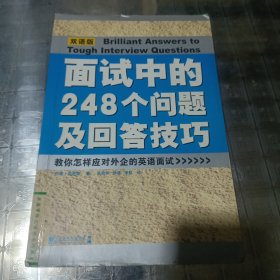 双语版
Brilliant Answers to
Tough Interview Questions
面试中的
248个问题
及回答技巧
教你怎样应对外企的英语面试>>>>>>